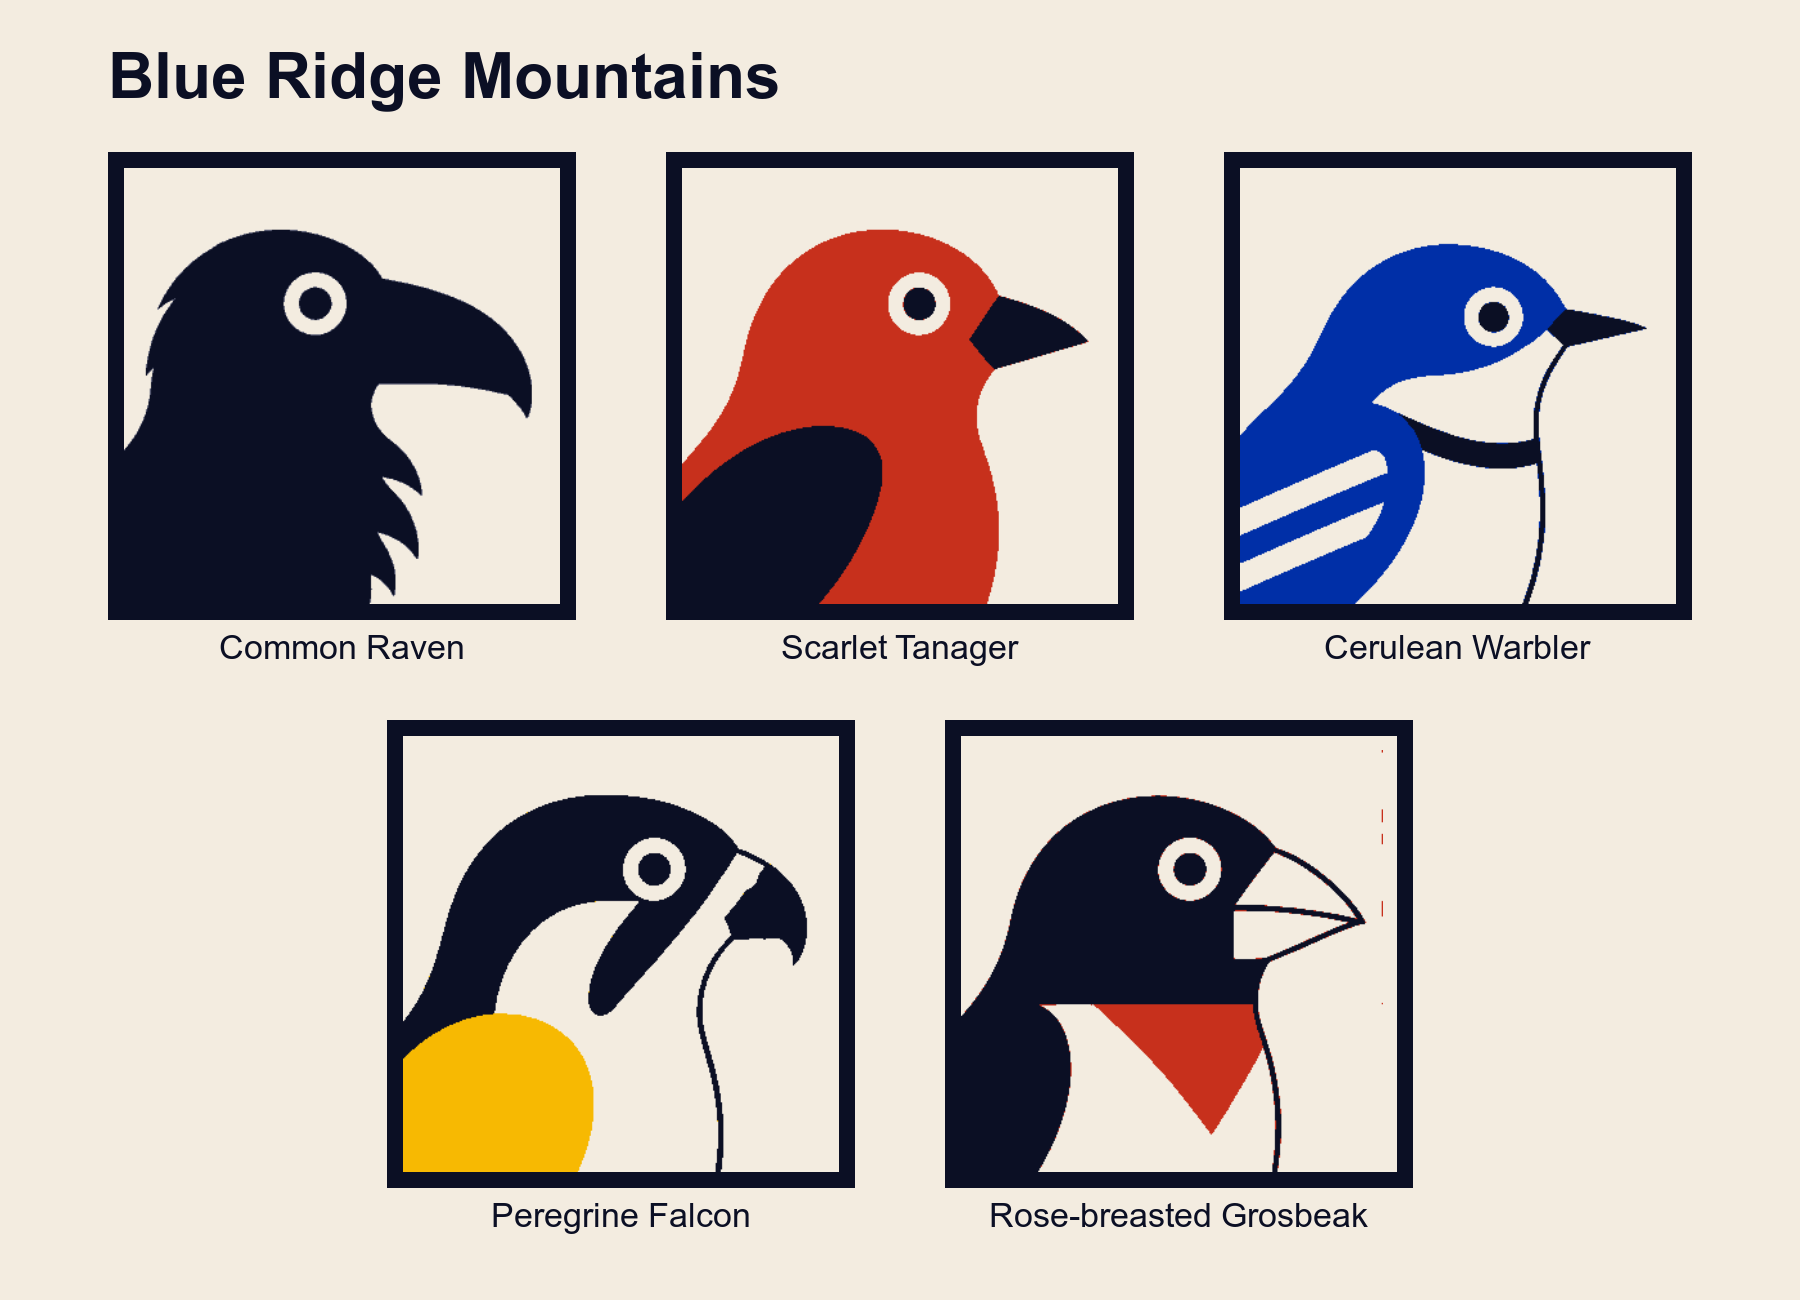 Blue Ridge Mountains
Common Raven
Scarlet Tanager
Cerulean Warbler
Peregrine Falcon
Rose-breasted Grosbeak